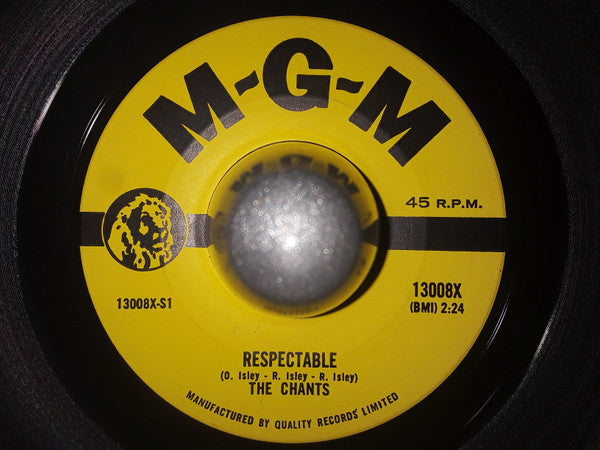 M-G-M
45 R.P.M.
13008X-S1
13008X
(BMI) 2:24
RESPECTABLE
(O. Isley - R. Isley - R. Isley)
THE CHANTS
MANUFACTURED BY QUALITY RECORDS LIMITED